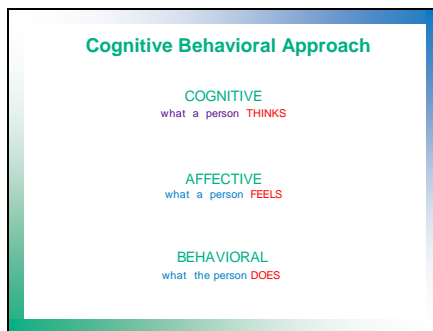 Cognitive Behavioral Approach
COGNITIVE
what a person THINKS
AFFECTIVE
what a person FEELS
BEHAVIORAL
what the person DOES